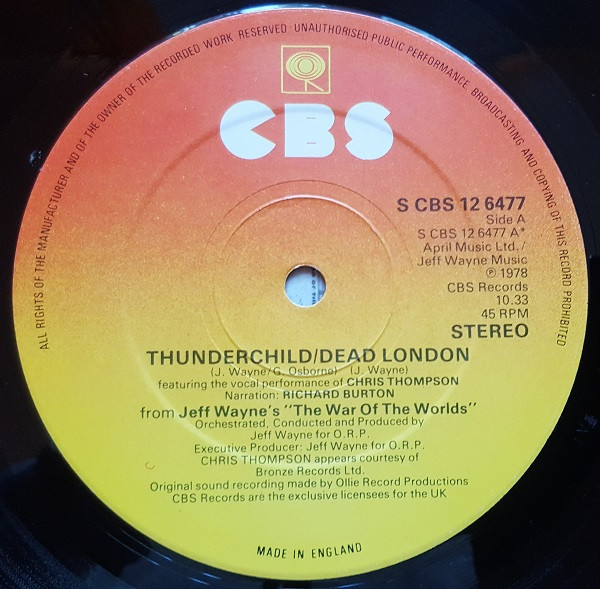 ALL RIGHTS OF THE MANUFACTURER AND OF THE OWNER OF THE RECORDED WORK RESERVED · UNAUTHORISED PUBLIC PERFORMANCE, BROADCASTING AND COPYING OF THIS RECORD PROHIBITED
CBS
S CBS 12 6477
Side A
S CBS 12 6477 A*
April Music Ltd. /
Jeff Wayne Music
℗ 1978
CBS Records
10.33
45 RPM
STEREO
THUNDERCHILD/DEAD LONDON
(J. Wayne/G. Osborne) (J. Wayne)
featuring the vocal performance of CHRIS THOMPSON
Narration: RICHARD BURTON
from Jeff Wayne's "The War Of The Worlds"
Orchestrated, Conducted and Produced by
Jeff Wayne for O.R.P.
Executive Producer: Jeff Wayne for O.R.P.
CHRIS THOMPSON appears courtesy of
Bronze Records Ltd.
Original sound recording made by Ollie Record Productions
CBS Records are the exclusive licensees for the UK
MADE IN ENGLAND